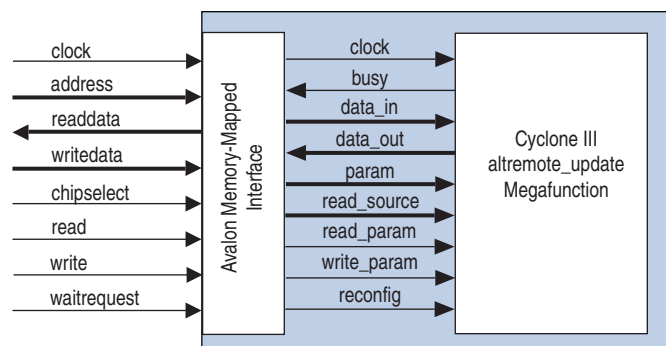 clock
address
readdata
writedata
chipselect
read
write
waitrequest
Avalon Memory-Mapped
Interface
clock
busy
data_in
data_out
param
read_source
read_param
write_param
reconfig
Cyclone III
altremote_update
Megafunction